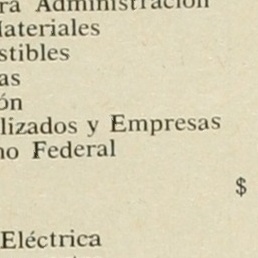 ra Administración
Materiales
stibles
as
ón
lizados y Empresas
no Federal
$
Eléctrica